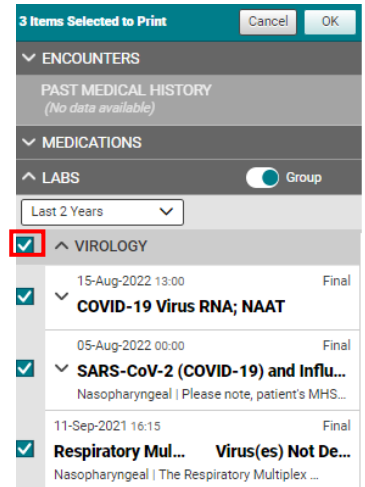 3 Items Selected to Print Cancel OK
ENCOUNTERS
PAST MEDICAL HISTORY
(No data available)
MEDICATIONS
LABS Group
Last 2 Years
VIROLOGY
15-Aug-2022 13:00 Final
COVID-19 Virus RNA; NAAT
05-Aug-2022 00:00 Final
SARS-CoV-2 (COVID-19) and Influ...
Nasopharyngeal | Please note, patient's MHS...
11-Sep-2021 16:15 Final
Respiratory Mul... Virus(es) Not De...
Nasopharyngeal | The Respiratory Multiplex ...